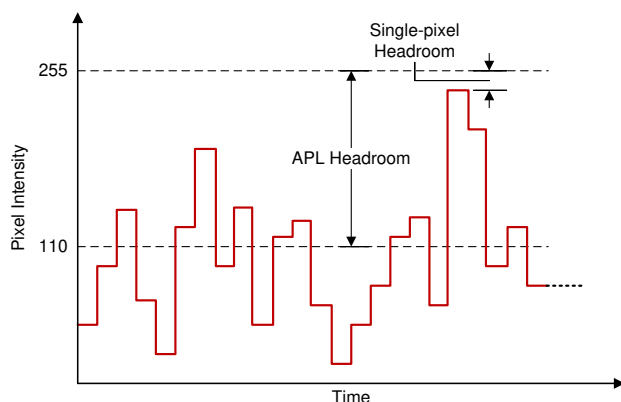 Single-pixel
Headroom
255
APL Headroom
Pixel Intensity
110
Time